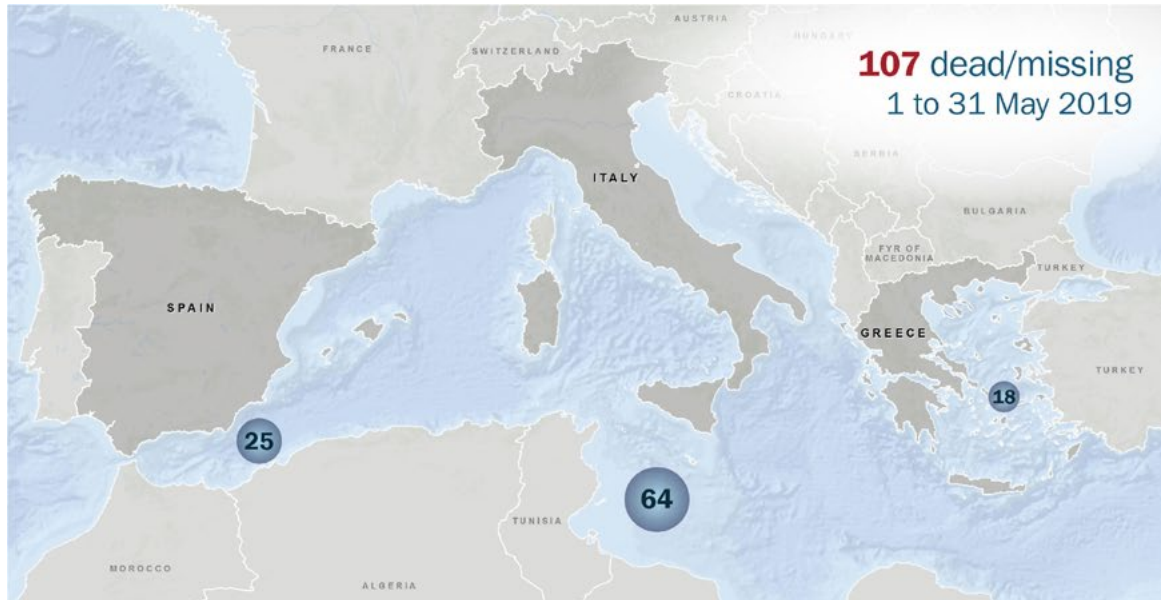 AUSTRIA
FRANCE
SWITZERLAND
HUNGARY
107 dead/missing
1 to 31 May 2019
CROATIA
SERBIA
ITALY
BULGARIA
FYR OF
MACEDONIA
TURKEY
SPAIN
GREECE
TURKEY
18
25
64
TUNISIA
MOROCCO
ALGERIA